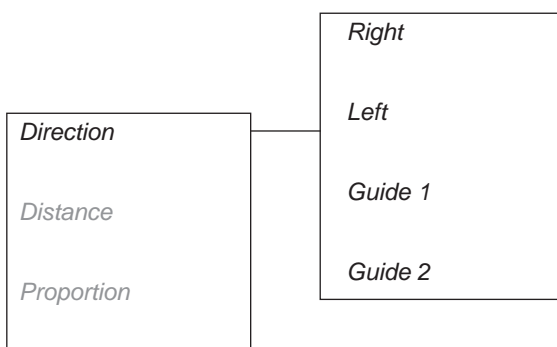 Direction
Distance
Proportion
Right
Left
Guide 1
Guide 2